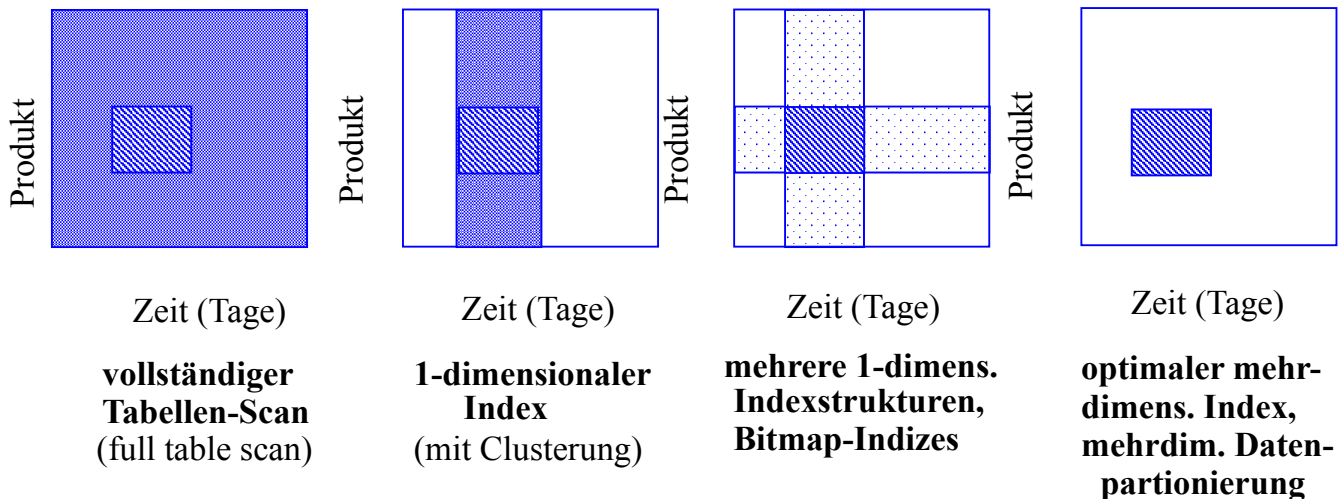 Produkt
Produkt
Produkt
Produkt
Zeit (Tage)
Zeit (Tage)
Zeit (Tage)
Zeit (Tage)
vollständiger
Tabellen-Scan
(full table scan)
1-dimensionaler
Index
(mit Clusterung)
mehrere 1-dimens.
Indexstrukturen,
Bitmap-Indizes
optimaler mehr-
dimens. Index,
mehrdim. Daten-
partionierung